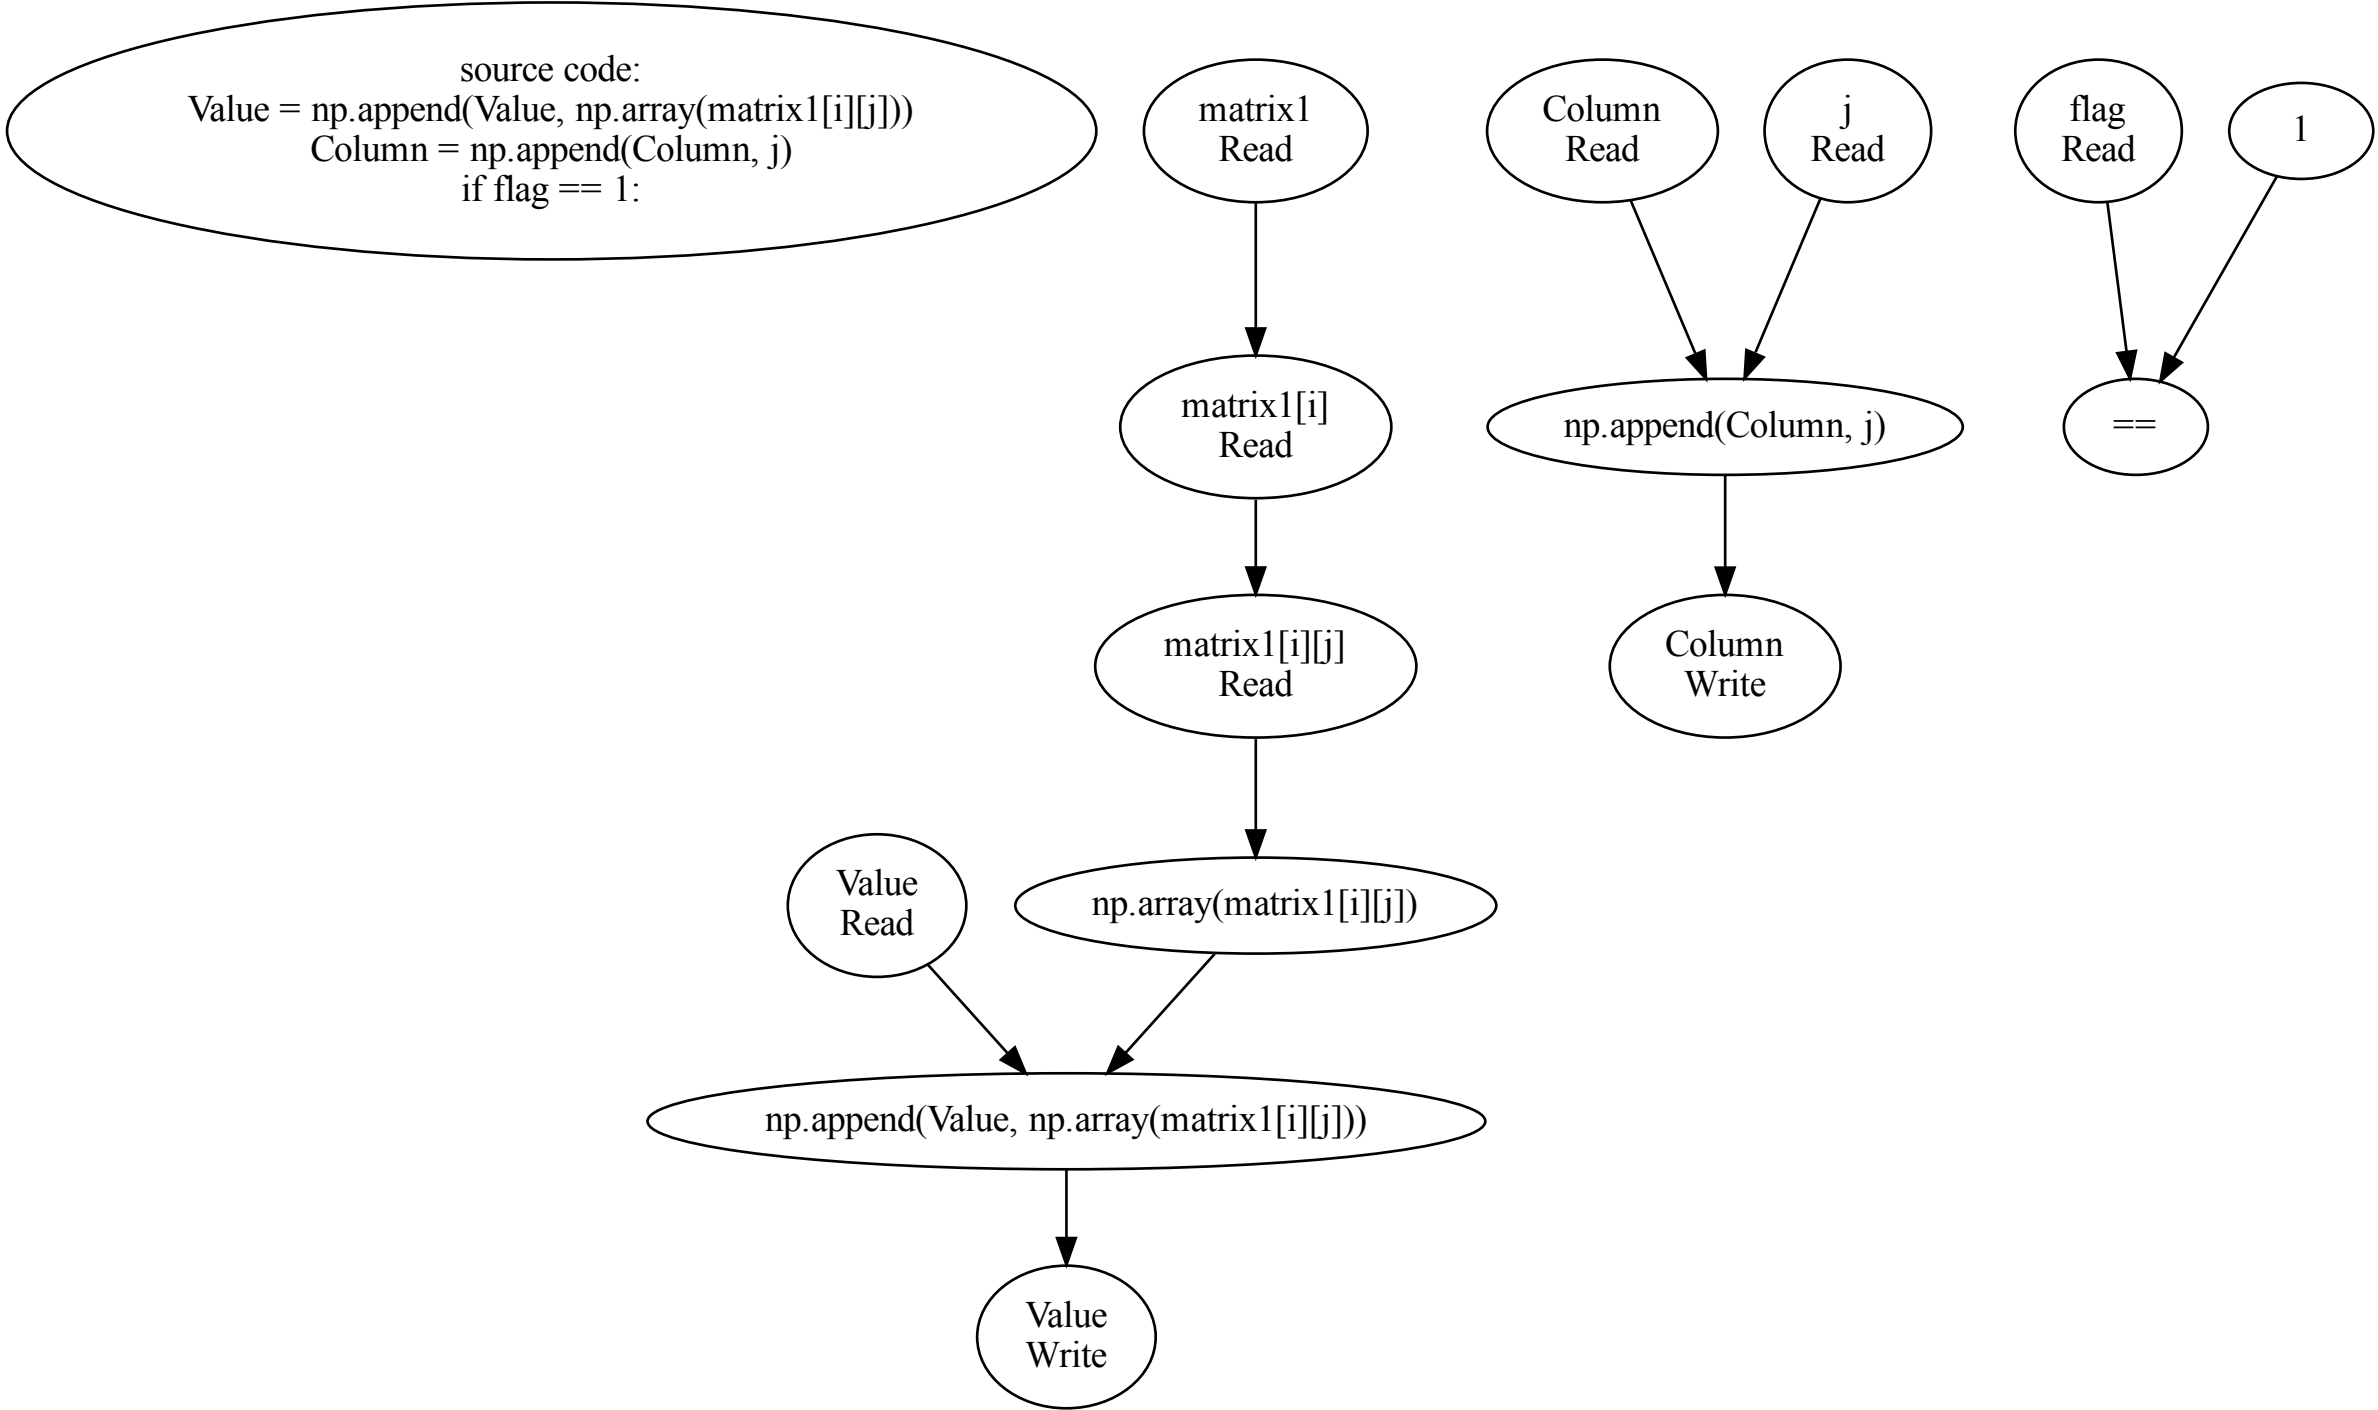 source code:
Value = np.append(Value, np.array(matrix1[i][j]))
Column = np.append(Column, j)
if flag == 1:
matrix1
Read
Column
Read
j
Read
flag
Read
1
matrix1[i]
Read
np.append(Column, j)
==
matrix1[i][j]
Read
Column
Write
Value
Read
np.array(matrix1[i][j])
np.append(Value, np.array(matrix1[i][j]))
Value
Write